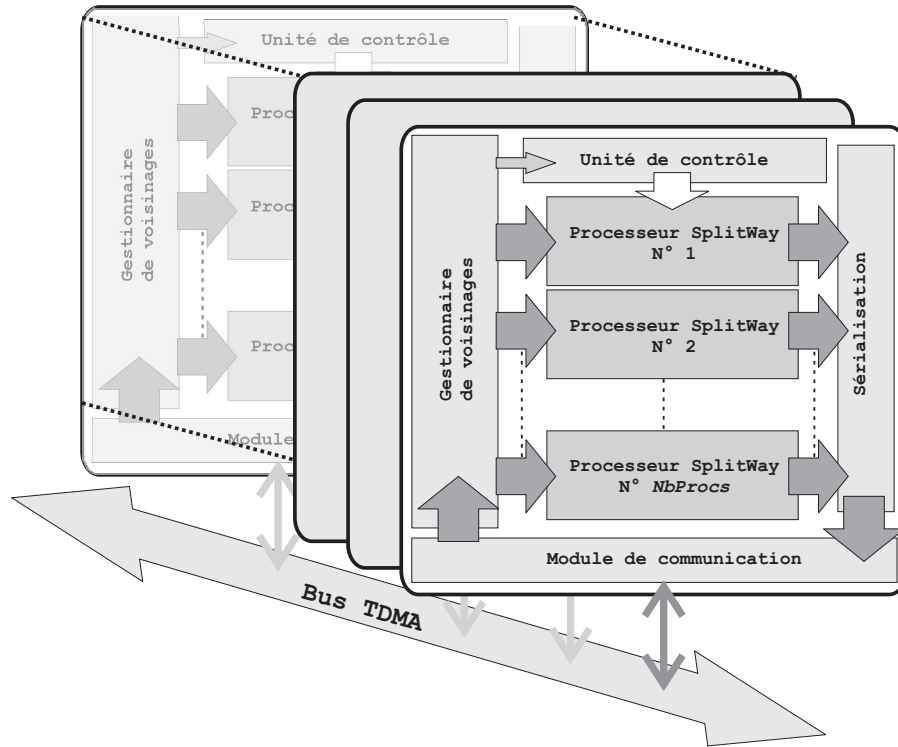 Unité de contrôle
Gestionnaire
de voisinages
Proc
Proc
Proc
Module
Unité de contrôle
Gestionnaire
de voisinages
Processeur SplitWay
N° 1
Processeur SplitWay
N° 2
Processeur SplitWay
N° NbProcs
Sérialisation
Module de communication
Bus TDMA